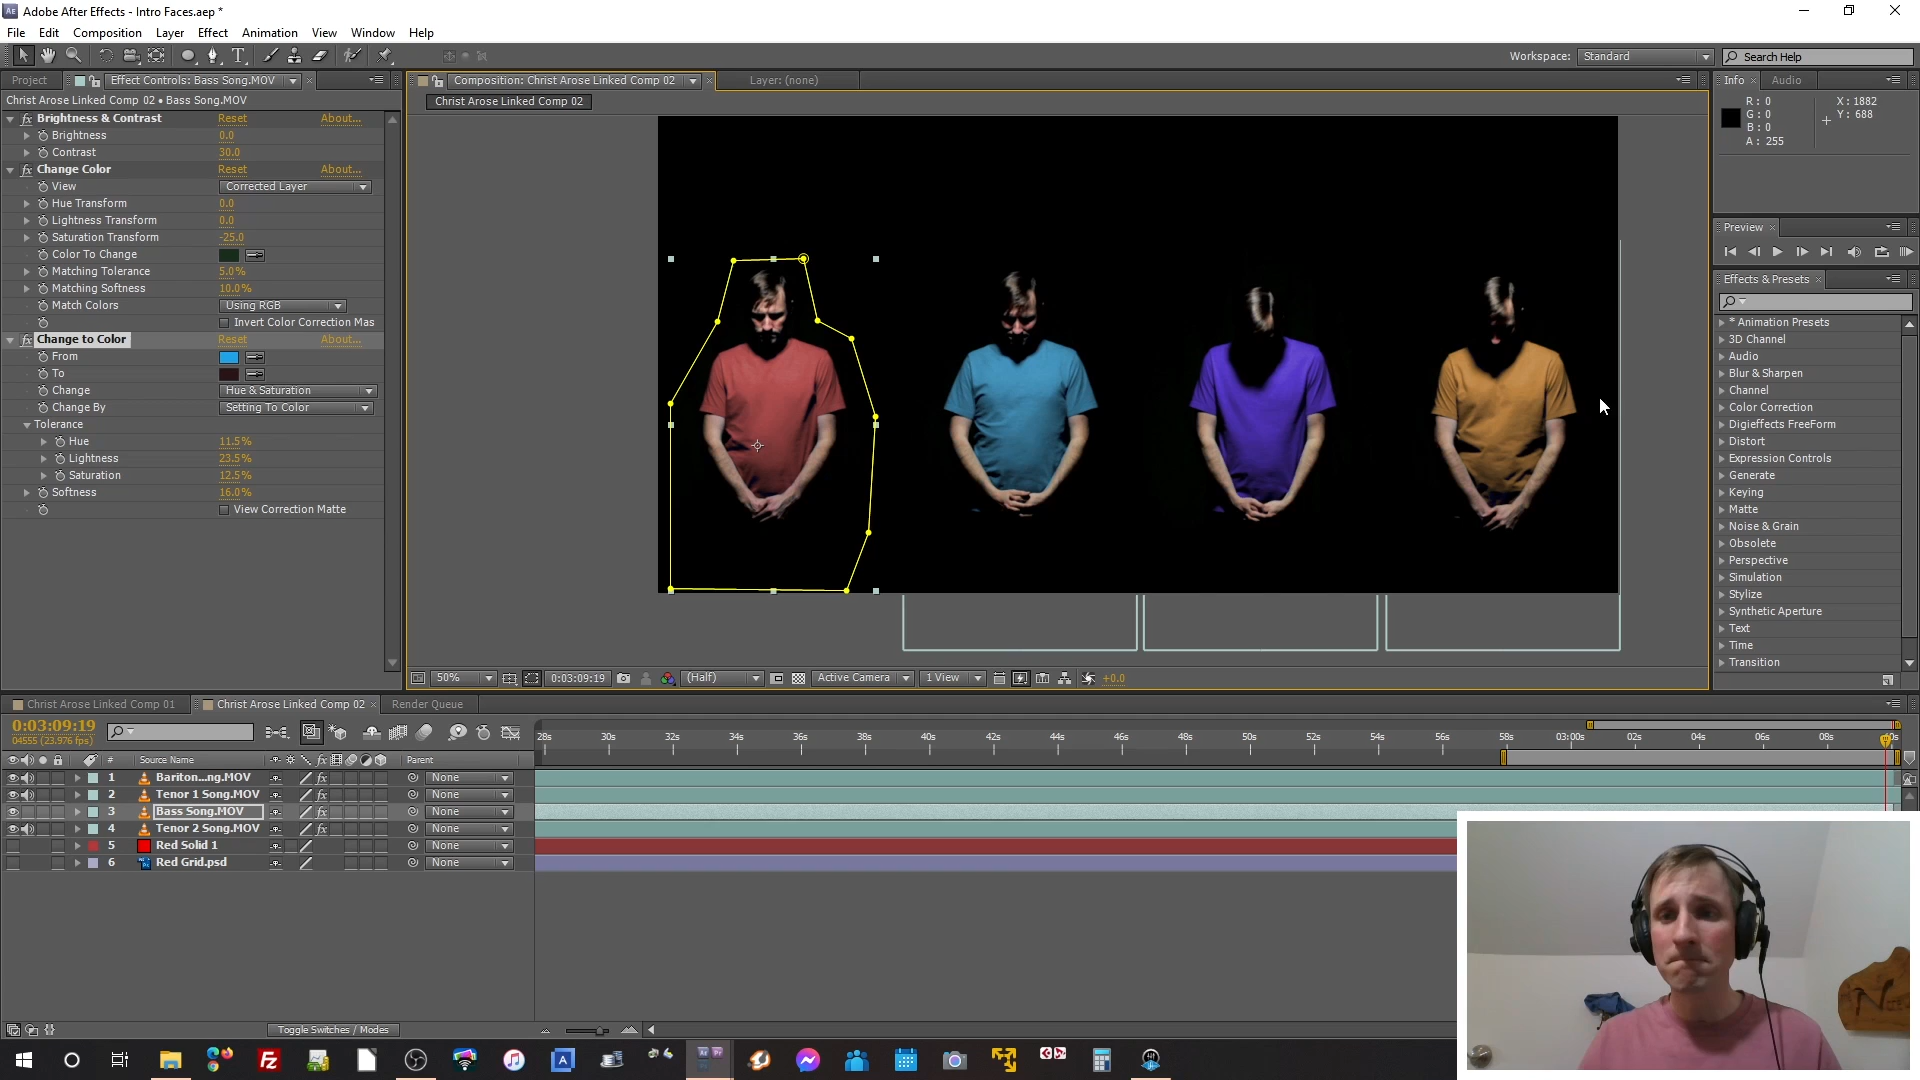 Adobe After Effects - Intro Faces.aep *
File Edit Composition Layer Effect Animation View Window Help
Workspace: Standard Search Help
Project Effect Controls: Bass Song.MOV
Composition: Christ Arose Linked Comp 02 Layer: (none)
Info Audio
Christ Arose Linked Comp 02 • Bass Song.MOV
Christ Arose Linked Comp 02
R: 0 X: 1882
G: 0 Y: 688
B: 0
A: 255
Brightness & Contrast Reset About...
Brightness 0.0
Contrast 30.0
Change Color Reset About...
View Corrected Layer
Hue Transform 0.0
Lightness Transform 0.0
Saturation Transform -25.0
Color To Change
Matching Tolerance 5.0%
Matching Softness 10.0%
Match Colors Using RGB
Invert Color Correction Mas
Change to Color Reset About...
From
To
Change Hue & Saturation
Change By Setting To Color
Tolerance
Hue 11.5%
Lightness 23.5%
Saturation 12.5%
Softness 16.0%
View Correction Matte
Preview
Effects & Presets
* Animation Presets
3D Channel
Audio
Blur & Sharpen
Channel
Color Correction
Digieffects FreeForm
Distort
Expression Controls
Generate
Keying
Matte
Noise & Grain
Obsolete
Perspective
Simulation
Stylize
Synthetic Aperture
Text
Time
Transition
50% 0:03:09:19 (Half) Active Camera 1 View +0.0
Christ Arose Linked Comp 01 Christ Arose Linked Comp 02 Render Queue
0:03:09:19
04555 (23.976 fps)
28s 30s 32s 34s 36s 38s 40s 42s 44s 46s 48s 50s 52s 54s 56s 58s 03:00s 02s 04s 06s 08s
# Source Name Parent
1 Bariton...ng.MOV None
2 Tenor 1 Song.MOV None
3 Bass Song.MOV None
4 Tenor 2 Song.MOV None
5 Red Solid 1 None
6 Red Grid.psd None
Toggle Switches / Modes